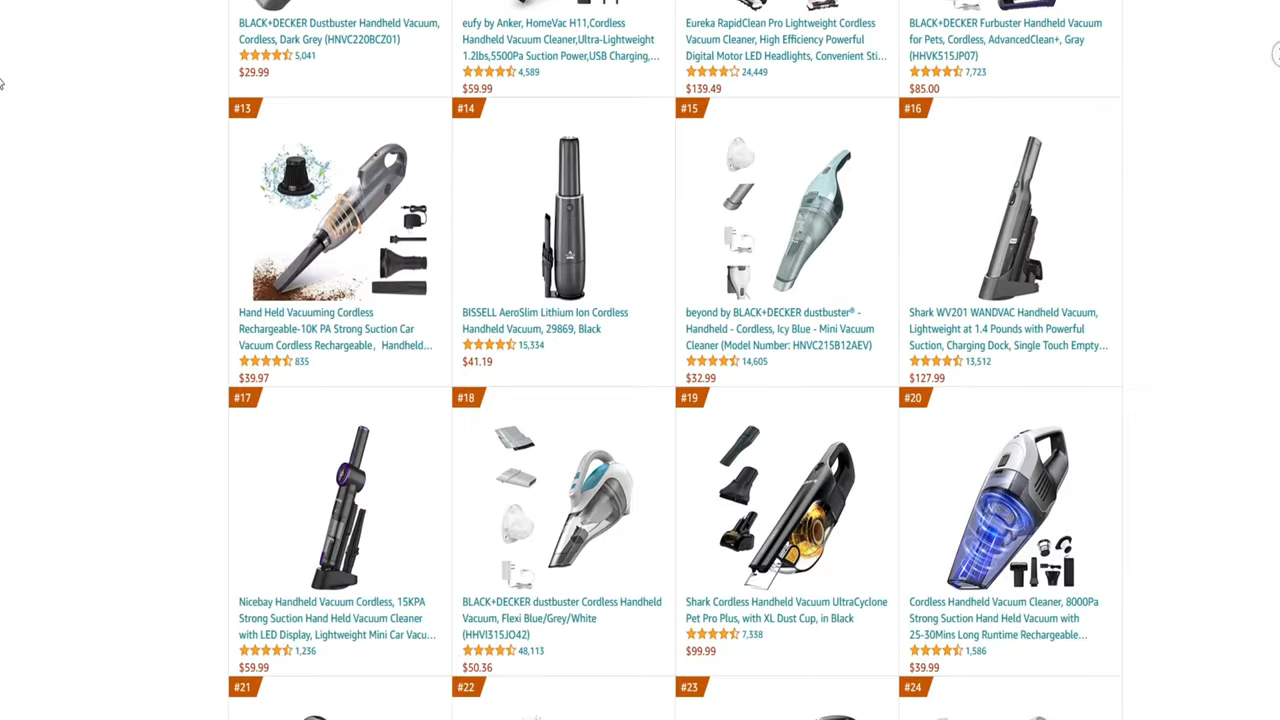 BLACK+DECKER Dustbuster Handheld Vacuum,
Cordless, Dark Grey (HNVC220BCZ01)
5,041
$29.99
eufy by Anker, HomeVac H11,Cordless
Handheld Vacuum Cleaner,Ultra-Lightweight
1.2lbs,5500Pa Suction Power,USB Charging,…
4,589
$59.99
Eureka RapidClean Pro Lightweight Cordless
Vacuum Cleaner, High Efficiency Powerful
Digital Motor LED Headlights, Convenient Sti…
24,449
$139.49
BLACK+DECKER Furbuster Handheld Vacuum
for Pets, Cordless, AdvancedClean+, Gray
(HHVK515JP07)
7,723
$85.00
#13
Hand Held Vacuuming Cordless
Rechargeable-10K PA Strong Suction Car
Vacuum Cordless Rechargeable，Handheld…
835
$39.97
#14
BISSELL AeroSlim Lithium Ion Cordless
Handheld Vacuum, 29869, Black
15,334
$41.19
#15
beyond by BLACK+DECKER dustbuster® -
Handheld - Cordless, Icy Blue - Mini Vacuum
Cleaner (Model Number: HNVC215B12AEV)
14,605
$32.99
#16
Shark WV201 WANDVAC Handheld Vacuum,
Lightweight at 1.4 Pounds with Powerful
Suction, Charging Dock, Single Touch Empty…
13,512
$127.99
#17
Nicebay Handheld Vacuum Cordless, 15KPA
Strong Suction Hand Held Vacuum Cleaner
with LED Display, Lightweight Mini Car Vacu…
1,236
$59.99
#18
BLACK+DECKER dustbuster Cordless Handheld
Vacuum, Flexi Blue/Grey/White
(HHVI315JO42)
48,113
$50.36
#19
Shark Cordless Handheld Vacuum UltraCyclone
Pet Pro Plus, with XL Dust Cup, in Black
7,338
$99.99
#20
Cordless Handheld Vacuum Cleaner, 8000Pa
Strong Suction Hand Held Vacuum with
25-30Mins Long Runtime Rechargeable…
1,586
$39.99
#21
#22
#23
#24